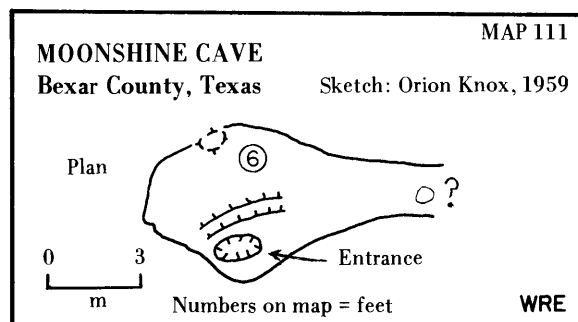 MAP 111
MOONSHINE CAVE
Bexar County, Texas Sketch: Orion Knox, 1959
Plan
6
?
Entrance
0 3
m
Numbers on map = feet
WRE